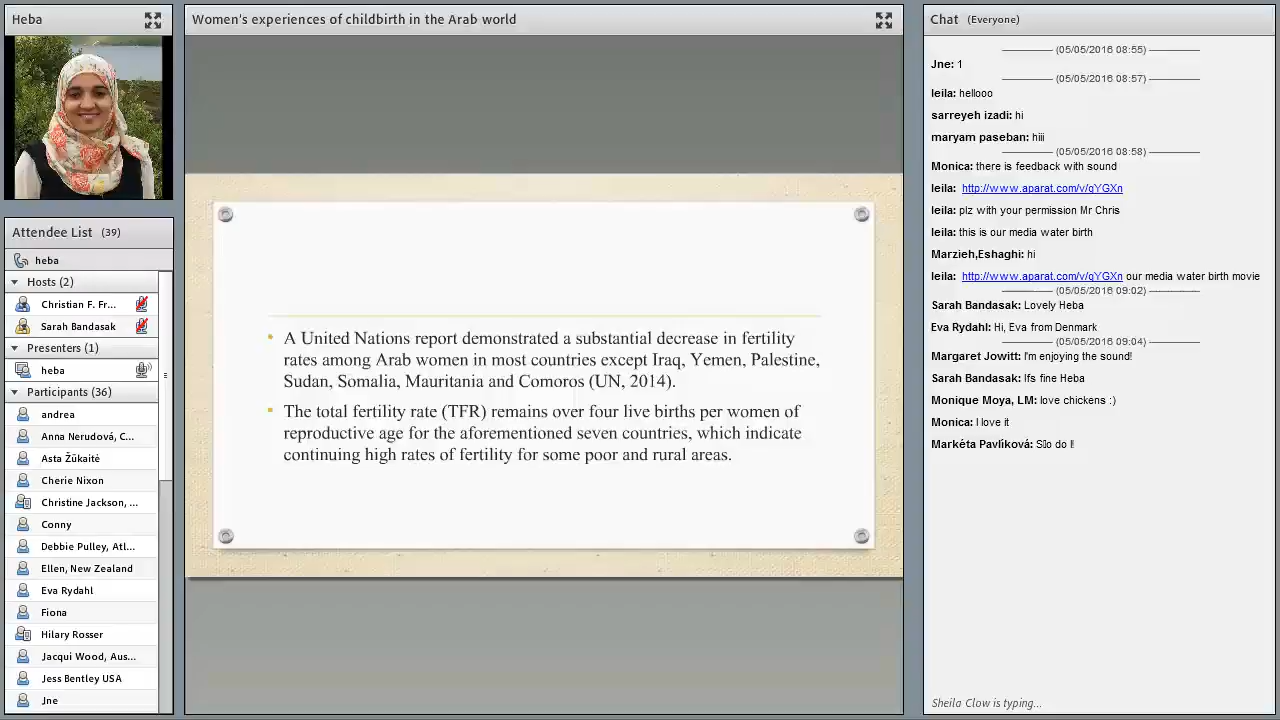 Heba
Attendee List (39)
heba
Hosts (2)
Christian F. Fr...
Sarah Bandasak
Presenters (1)
heba
Participants (36)
andrea
Anna Nerudová, C...
Asta Žūkaitė
Cherie Nixon
Christine Jackson, ...
Conny
Debbie Pulley, Atl...
Ellen, New Zealand
Eva Rydahl
Fiona
Hilary Rosser
Jacqui Wood, Aus...
Jess Bentley USA
Jne
Women's experiences of childbirth in the Arab world
• A United Nations report demonstrated a substantial decrease in fertility
rates among Arab women in most countries except Iraq, Yemen, Palestine,
Sudan, Somalia, Mauritania and Comoros (UN, 2014).
• The total fertility rate (TFR) remains over four live births per women of
reproductive age for the aforementioned seven countries, which indicate
continuing high rates of fertility for some poor and rural areas.
Chat (Everyone)
(05/05/2016 08:55)
Jne: 1
(05/05/2016 08:57)
leila: hellooo
sarreyeh izadi: hi
maryam paseban: hiii
(05/05/2016 08:58)
Monica: there is feedback with sound
leila: http://www.aparat.com/v/qYGXn
leila: plz with your permission Mr Chris
leila: this is our media water birth
Marzieh,Eshaghi: hi
leila: http://www.aparat.com/v/qYGXn our media water birth movie
(05/05/2016 09:02)
Sarah Bandasak: Lovely Heba
Eva Rydahl: Hi, Eva from Denmark
(05/05/2016 09:04)
Margaret Jowitt: I'm enjoying the sound!
Sarah Bandasak: Ifs fine Heba
Monique Moya, LM: love chickens :)
Monica: I love it
Markéta Pavlíková: do I!
Sheila Clow is typing...